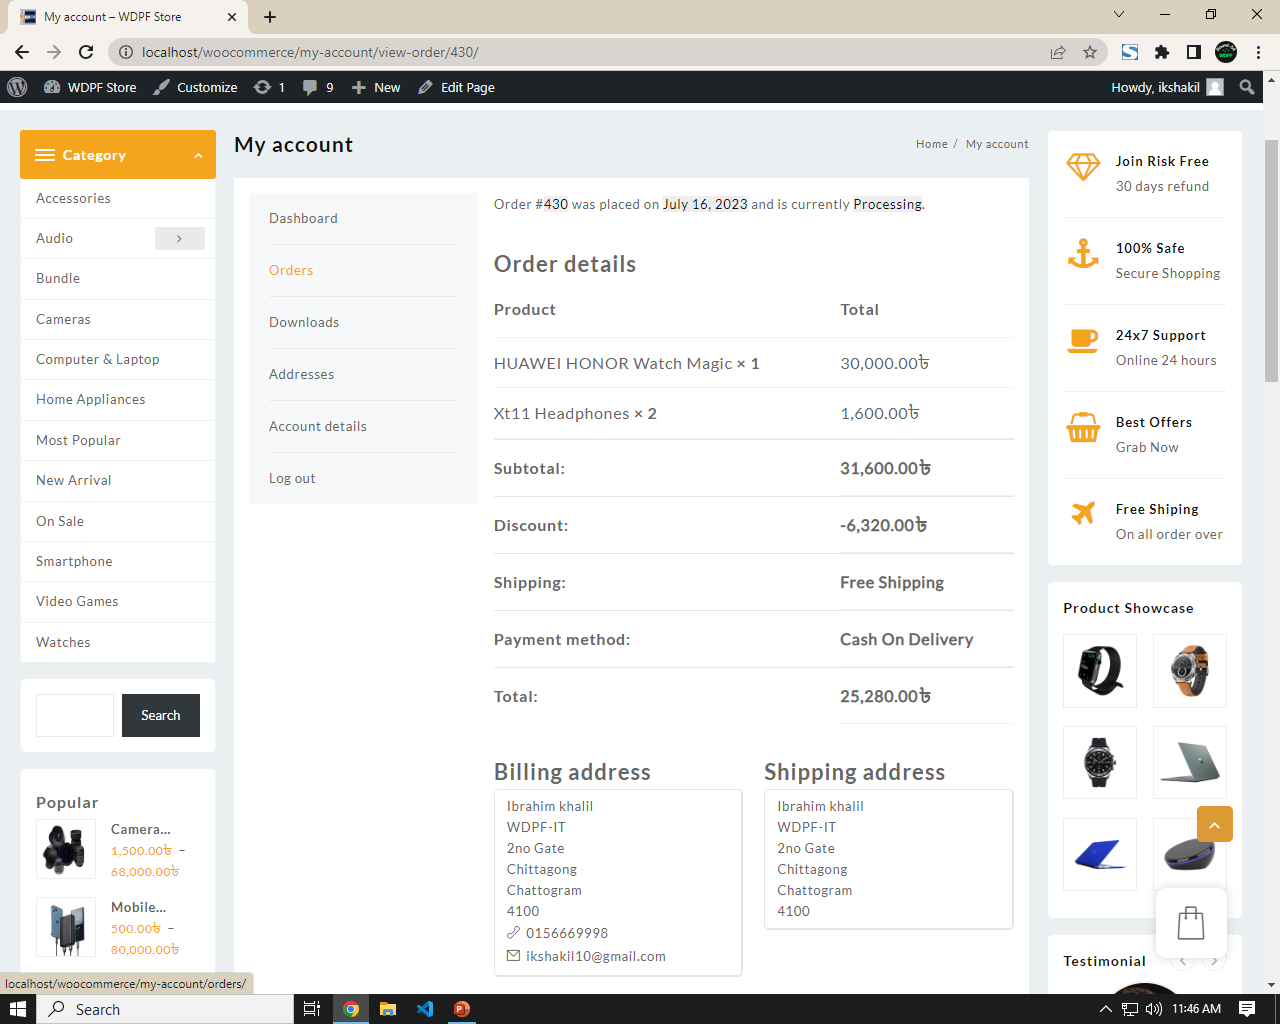 My account – WDPF Store
localhost/woocommerce/my-account/view-order/430/
WDPF Store
Customize
1
9
New
Edit Page
Howdy, ikshakil
Category
Accessories
Audio
Bundle
Cameras
Computer & Laptop
Home Appliances
Most Popular
New Arrival
On Sale
Smartphone
Video Games
Watches
Search
Popular
Camera...
1,500.00৳ –
68,000.00৳
Mobile...
500.00৳ –
80,000.00৳
My account
Home / My account
Dashboard
Orders
Downloads
Addresses
Account details
Log out
Order #430 was placed on July 16, 2023 and is currently Processing.
Order details
Product Total
HUAWEI HONOR Watch Magic × 1 30,000.00৳
Xt11 Headphones × 2 1,600.00৳
Subtotal: 31,600.00৳
Discount: -6,320.00৳
Shipping: Free Shipping
Payment method: Cash On Delivery
Total: 25,280.00৳
Billing address
Ibrahim khalil
WDPF-IT
2no Gate
Chittagong
Chattogram
4100
0156669998
ikshakil10@gmail.com
Shipping address
Ibrahim khalil
WDPF-IT
2no Gate
Chittagong
Chattogram
4100
Join Risk Free
30 days refund
100% Safe
Secure Shopping
24x7 Support
Online 24 hours
Best Offers
Grab Now
Free Shiping
On all order over
Product Showcase
Testimonial
localhost/woocommerce/my-account/orders/
Search
11:46 AM